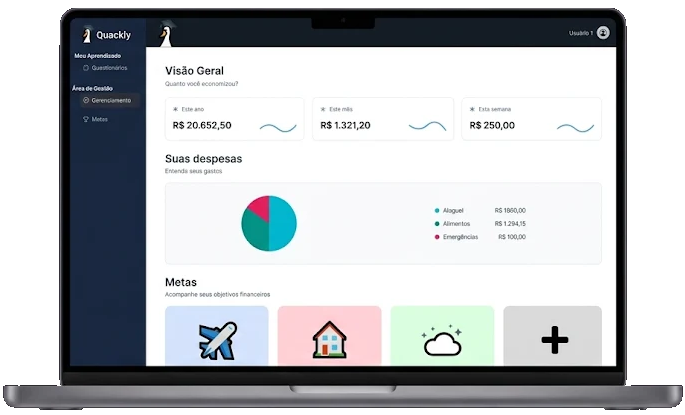 Quackly
Usuário 1
Meu Aprendizado
Questionários
Área de Gestão
Gerenciamento
Metas
Visão Geral
Quanto você economizou?
Este ano
R$ 20.652,50
Este mês
R$ 1.321,20
Esta semana
R$ 250,00
Suas despesas
Entenda seus gastos
Alaguel R$ 1860,00
Alimentos R$ 1.294,15
Emergências R$ 100,00
Metas
Acompanhe seus objetivos financeiros